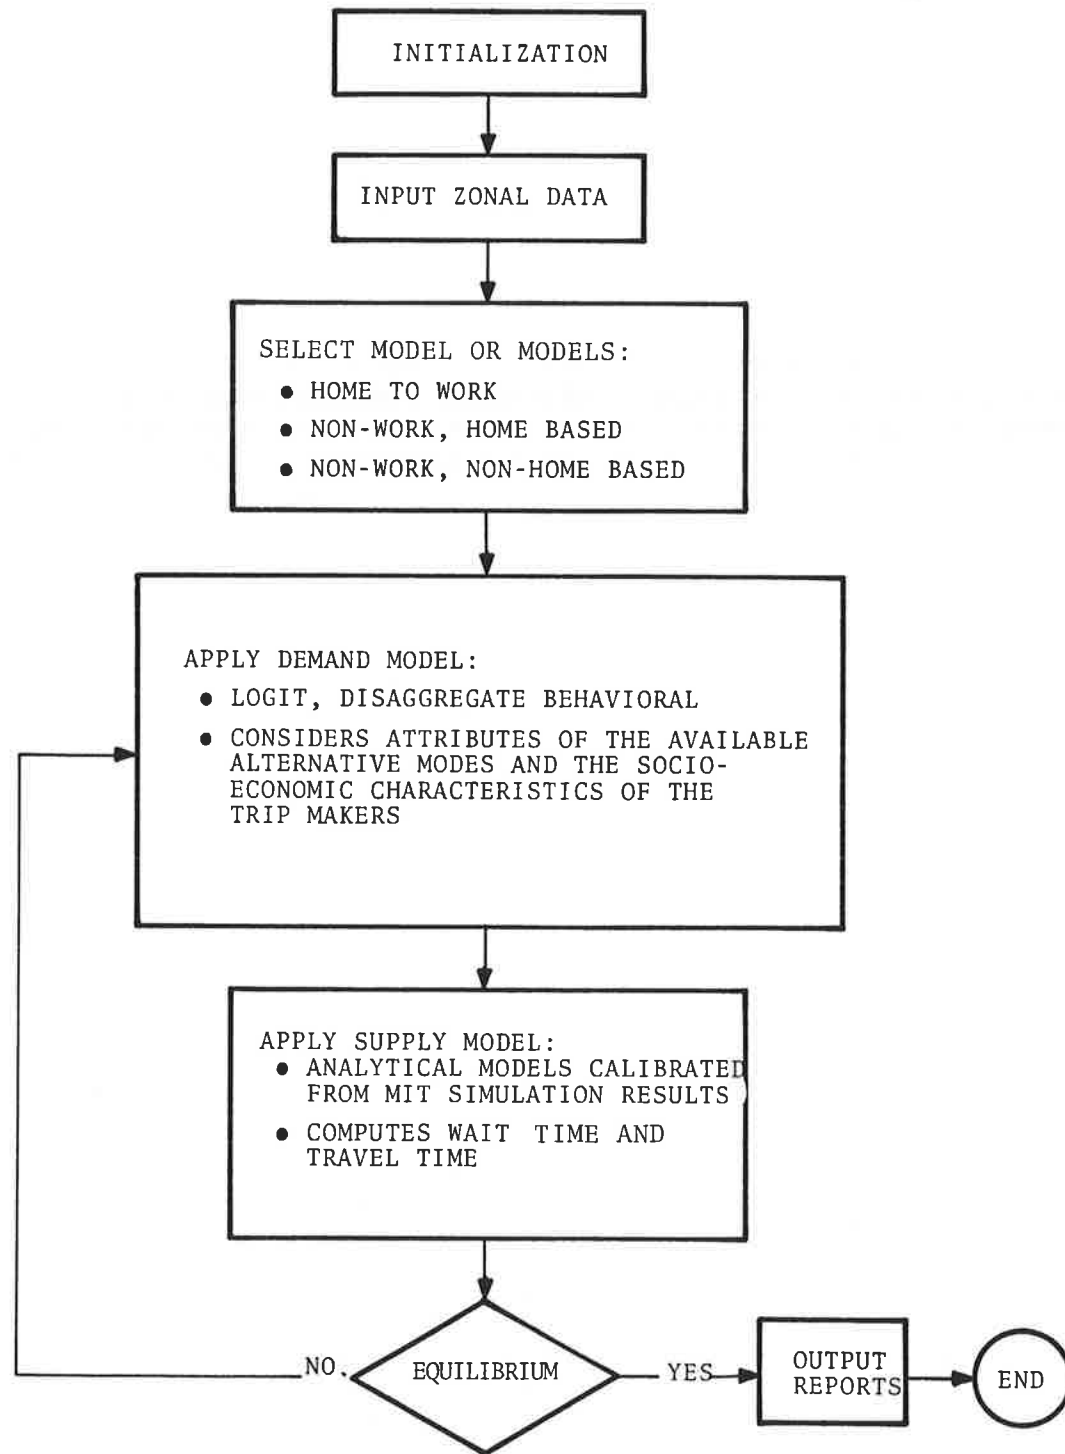 INITIALIZATION
INPUT ZONAL DATA
SELECT MODEL OR MODELS:
● HOME TO WORK
● NON-WORK, HOME BASED
● NON-WORK, NON-HOME BASED
APPLY DEMAND MODEL:
● LOGIT, DISAGGREGATE BEHAVIORAL
● CONSIDERS ATTRIBUTES OF THE AVAILABLE
ALTERNATIVE MODES AND THE SOCIO-
ECONOMIC CHARACTERISTICS OF THE
TRIP MAKERS
APPLY SUPPLY MODEL:
● ANALYTICAL MODELS CALIBRATED
FROM MIT SIMULATION RESULTS
● COMPUTES WAIT TIME AND
TRAVEL TIME
NO.
EQUILIBRIUM
YES
OUTPUT
REPORTS
END